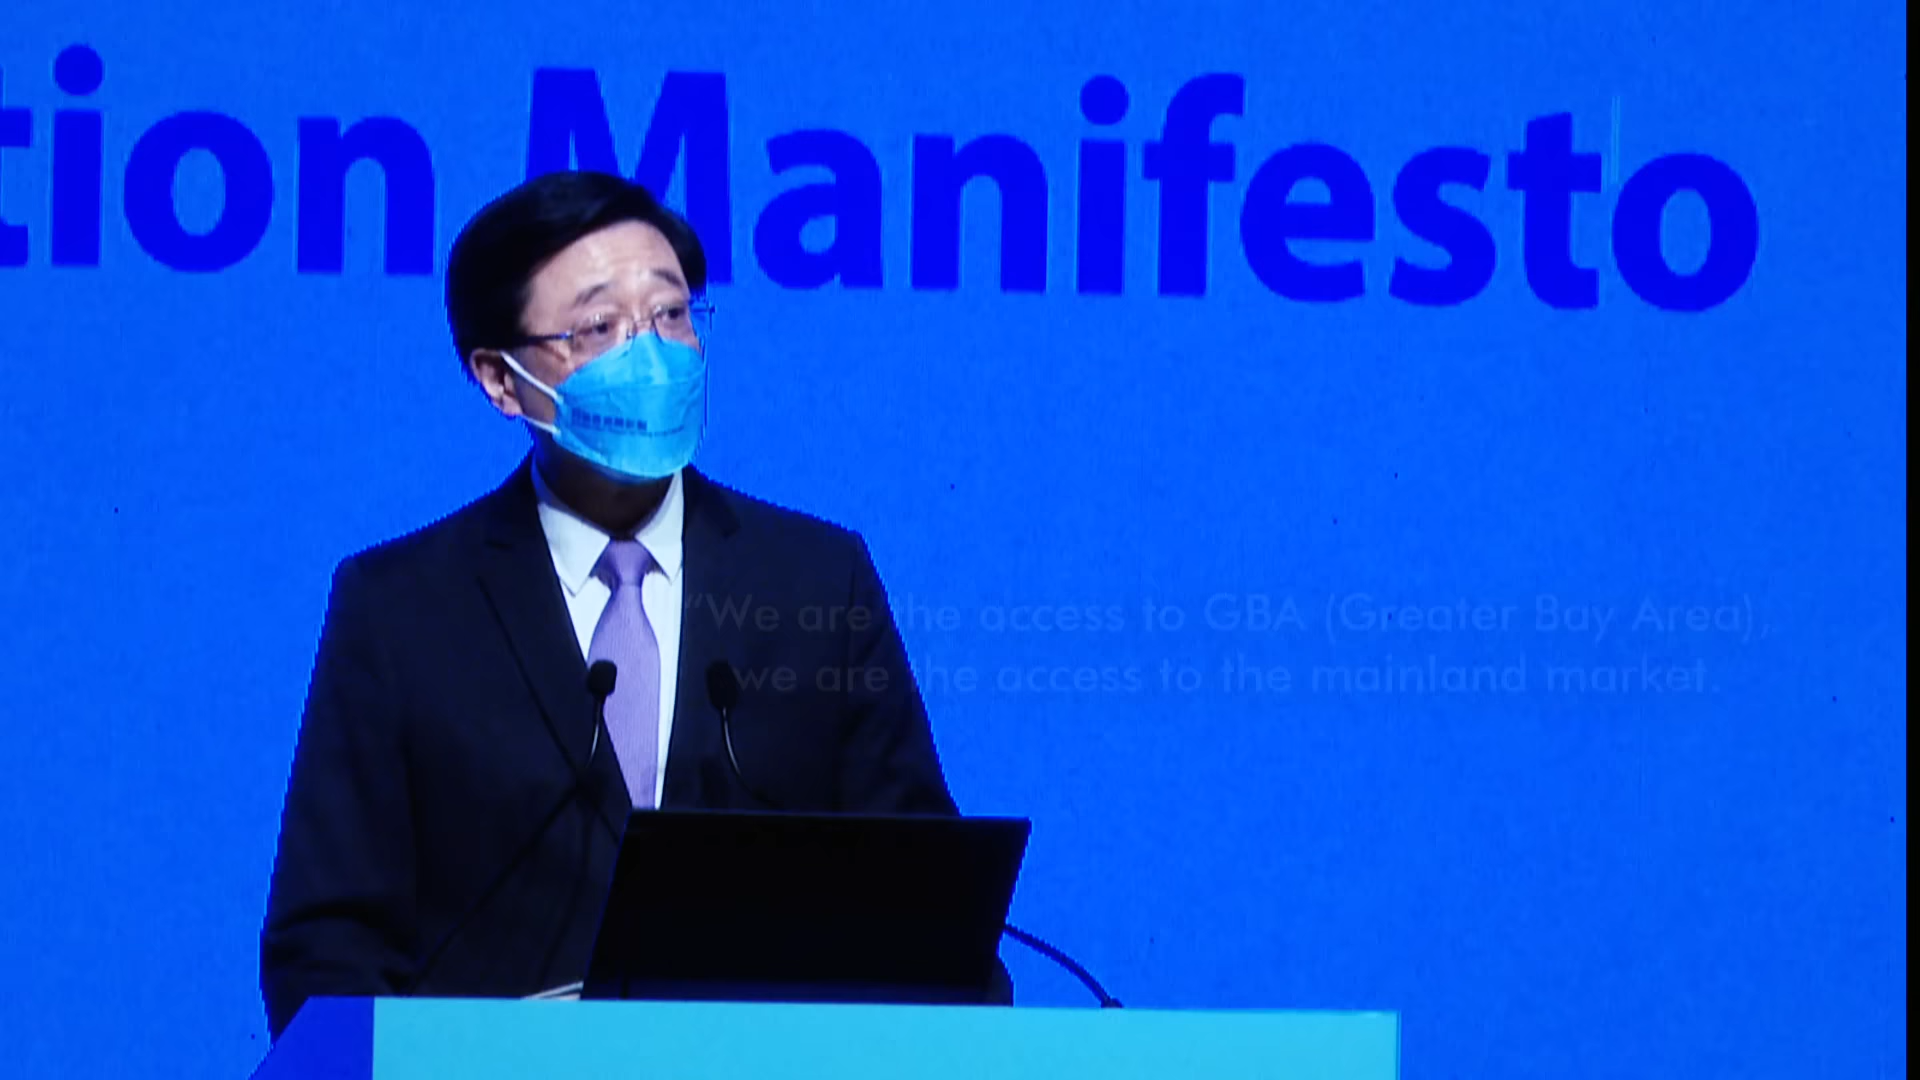 tion Manifesto
“We are the access to GBA (Greater Bay Area),
we are the access to the mainland market.